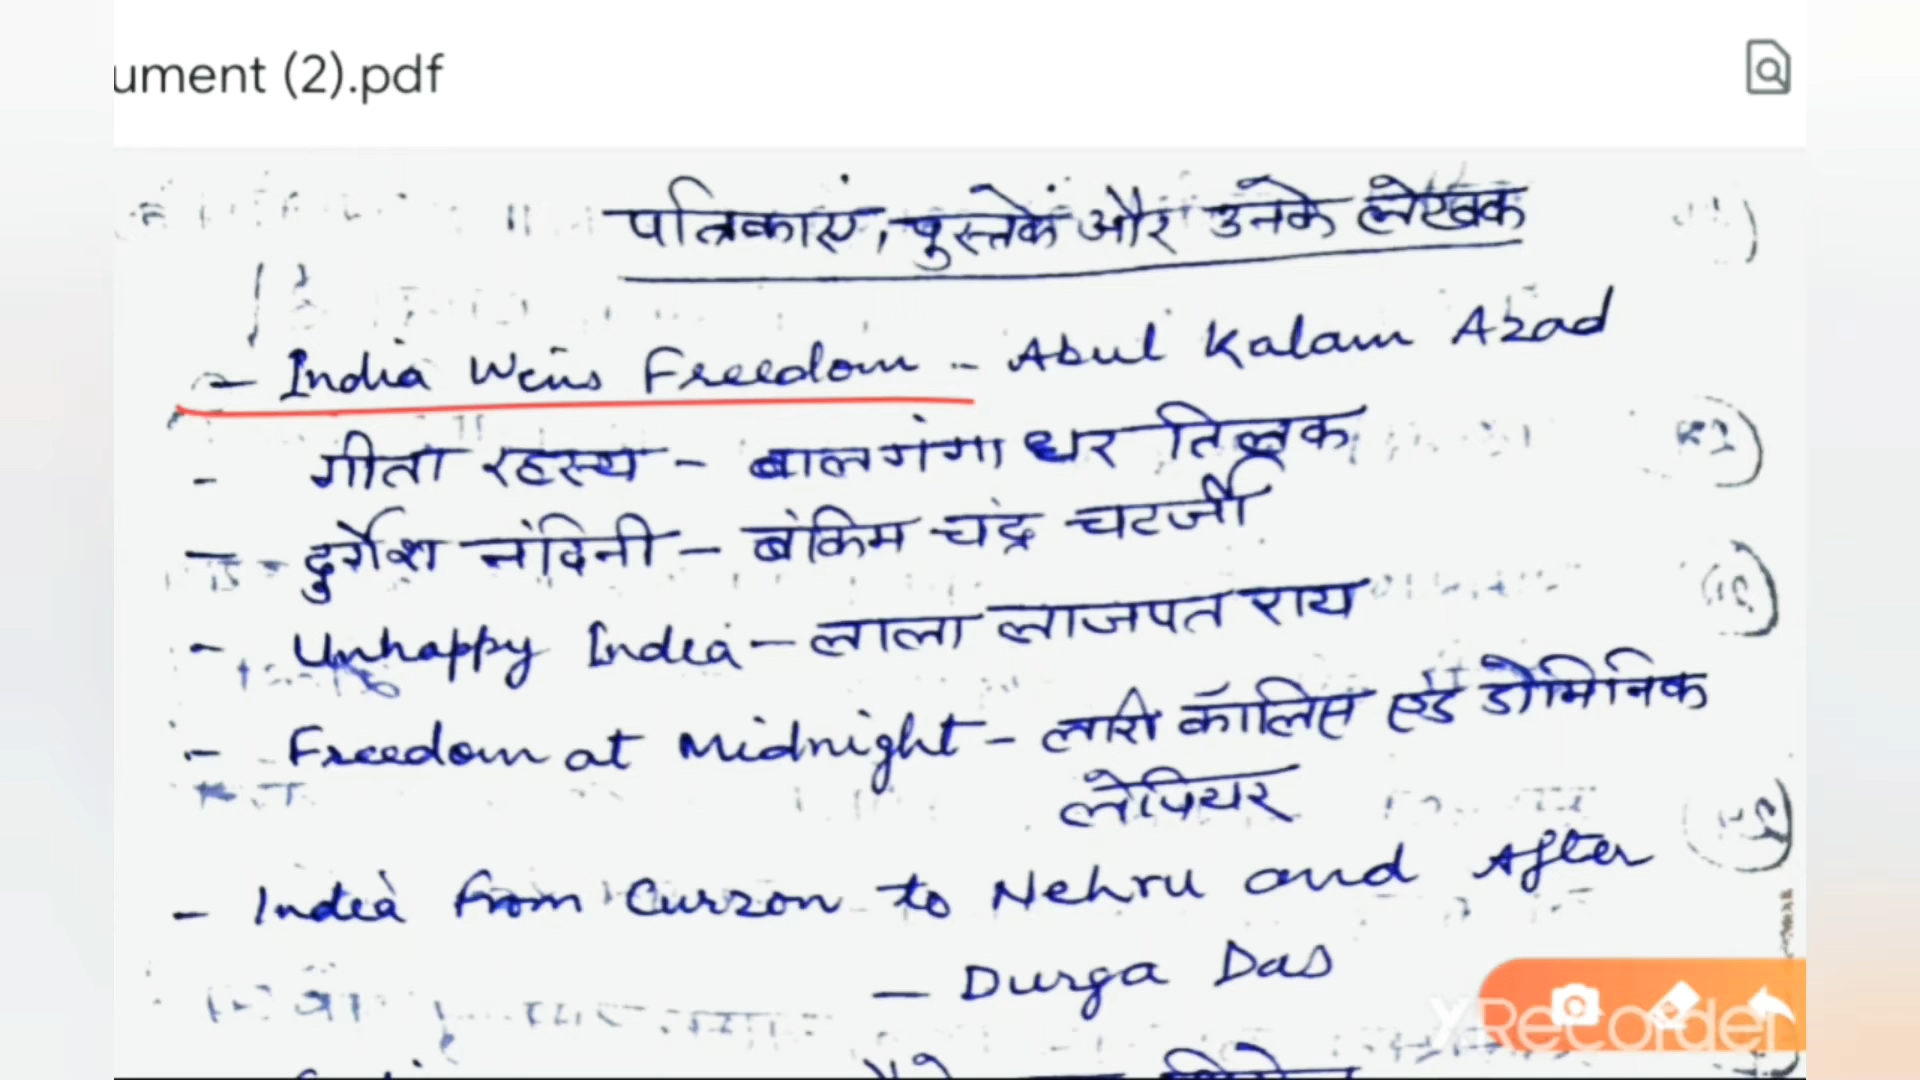 ument (2).pdf
पत्रिकाएं, पुस्तकें और उनके लेखक
- India Wins Freedom - Abul Kalam Azad
- गीता रहस्य - बालगंगा धर तिलक
- दुर्गेश नंदिनी - बंकिम चंद्र चटर्जी
- Unhappy India - लाला लाजपत राय
- Freedom at Midnight - लारी कॉलिस एंड डोमिनिक
लेपियर
- India from Curzon to Nehru and After
- Durga Das
XRecorder